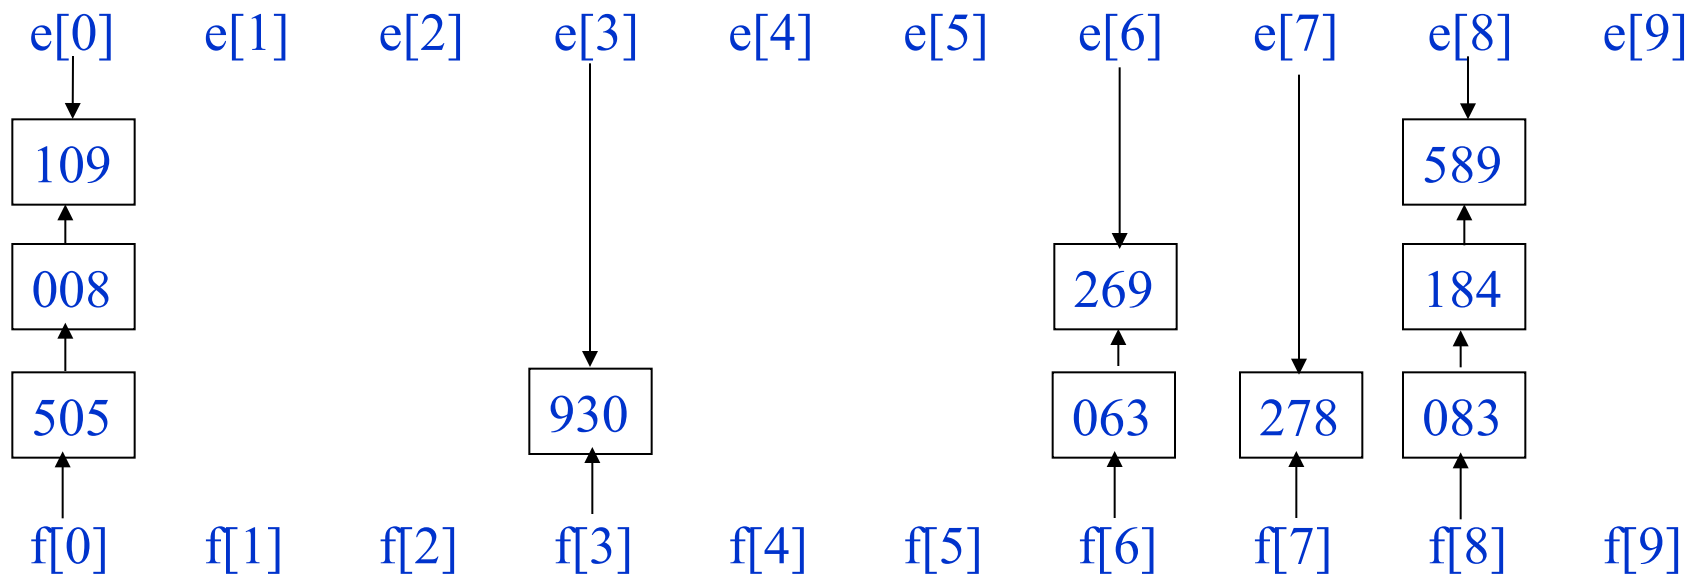 e[0] e[1] e[2] e[3] e[4] e[5] e[6] e[7] e[8] e[9]
109 589
008 269 184
505 930 063 278 083
f[0] f[1] f[2] f[3] f[4] f[5] f[6] f[7] f[8] f[9]